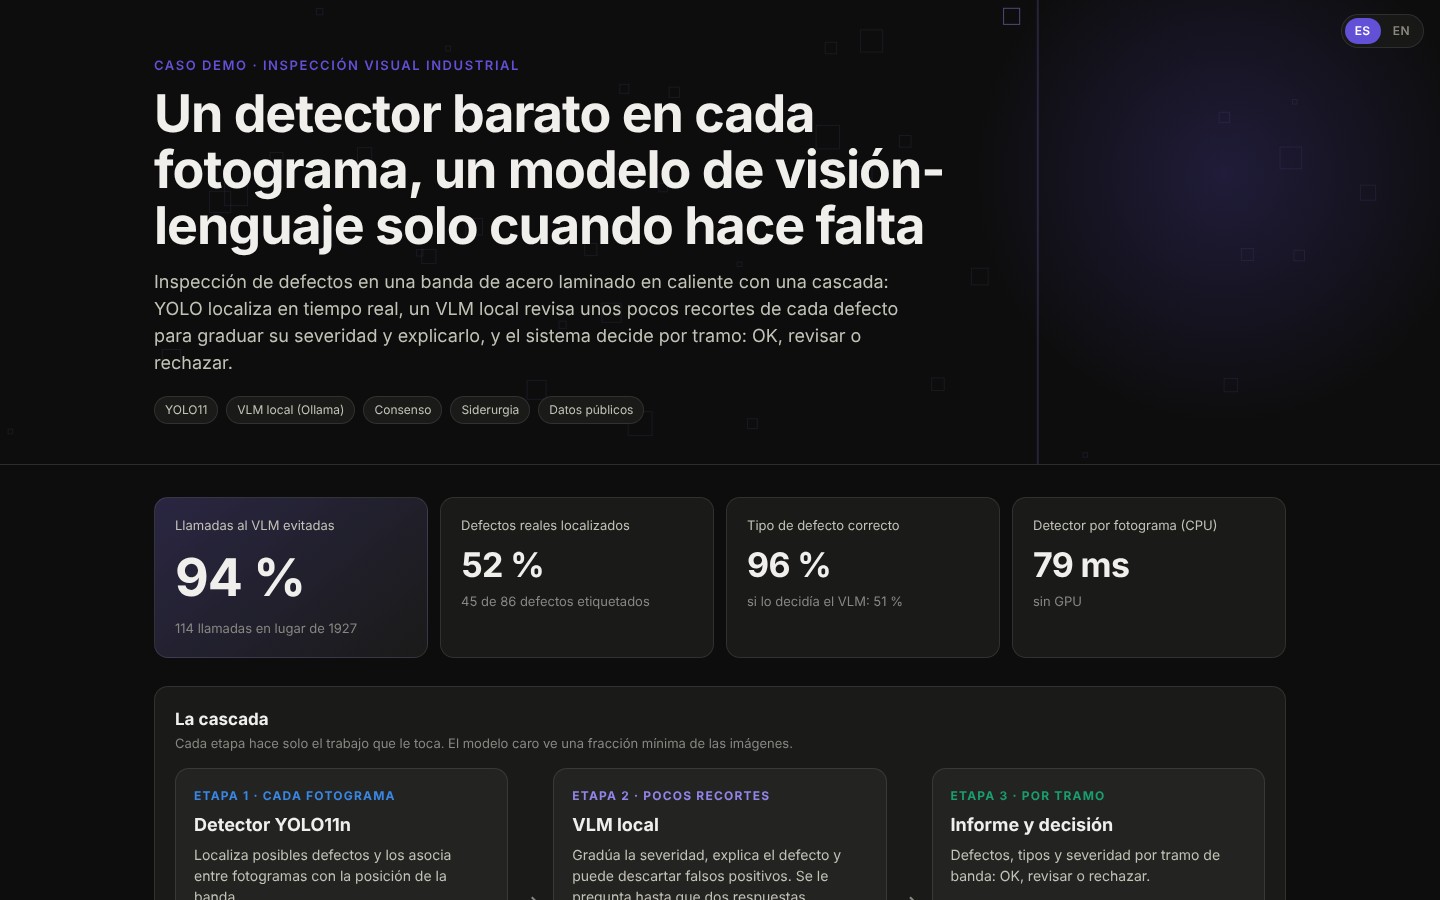 ES EN
CASO DEMO · INSPECCIÓN VISUAL INDUSTRIAL
Un detector barato en cada
fotograma, un modelo de visión-
lenguaje solo cuando hace falta
Inspección de defectos en una banda de acero laminado en caliente con una cascada:
YOLO localiza en tiempo real, un VLM local revisa unos pocos recortes de cada defecto
para graduar su severidad y explicarlo, y el sistema decide por tramo: OK, revisar o
rechazar.
YOLO11 VLM local (Ollama) Consenso Siderurgia Datos públicos
Llamadas al VLM evitadas
94 %
114 llamadas en lugar de 1927
Defectos reales localizados
52 %
45 de 86 defectos etiquetados
Tipo de defecto correcto
96 %
si lo decidía el VLM: 51 %
Detector por fotograma (CPU)
79 ms
sin GPU
La cascada
Cada etapa hace solo el trabajo que le toca. El modelo caro ve una fracción mínima de las imágenes.
ETAPA 1 · CADA FOTOGRAMA
Detector YOLO11n
Localiza posibles defectos y los asocia
entre fotogramas con la posición de la
banda.
ETAPA 2 · POCOS RECORTES
VLM local
Gradúa la severidad, explica el defecto y
puede descartar falsos positivos. Se le
pregunta hasta que dos respuestas
ETAPA 3 · POR TRAMO
Informe y decisión
Defectos, tipos y severidad por tramo de
banda: OK, revisar o rechazar.